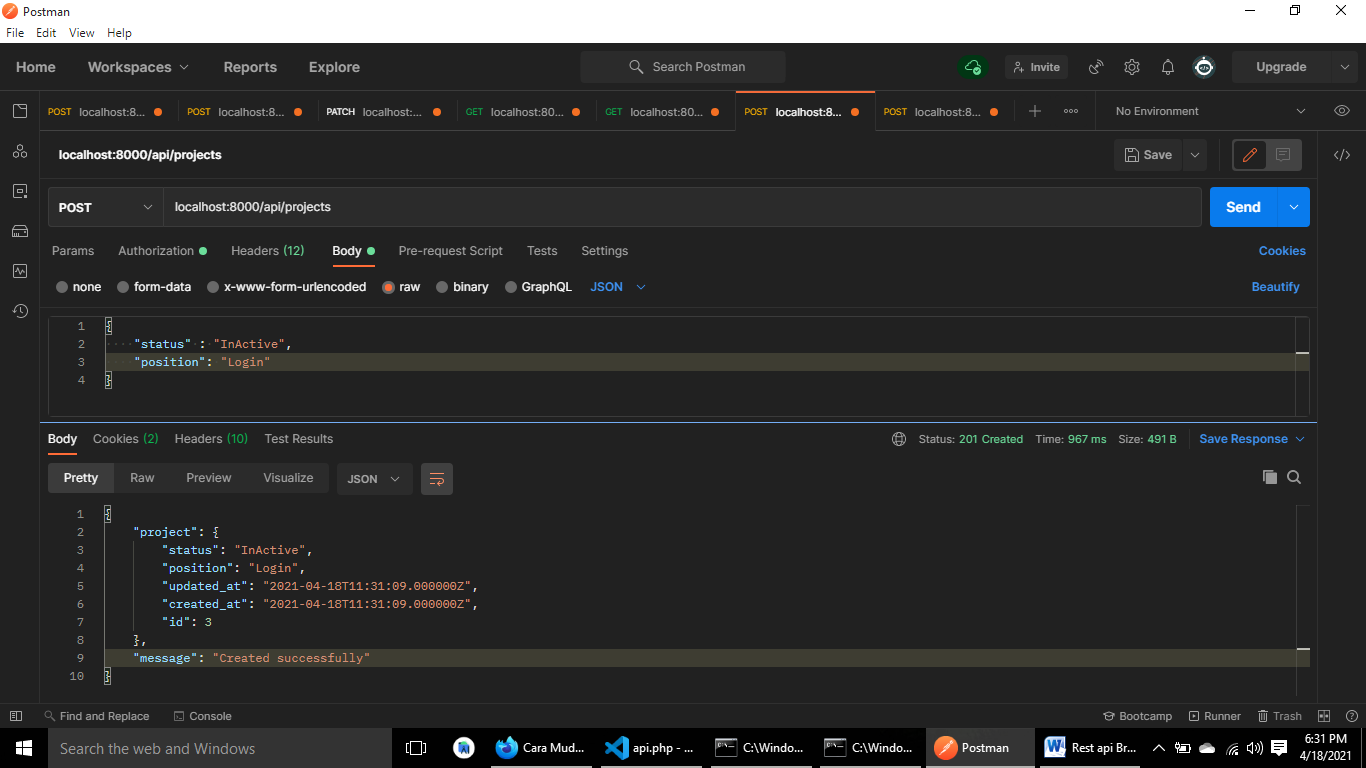 Postman
File Edit View Help
Home Workspaces Reports Explore Search Postman Invite Upgrade
POST localhost:8... POST localhost:8... PATCH localhost:... GET localhost:80... GET localhost:80... POST localhost:8... POST localhost:8... No Environment
localhost:8000/api/projects Save
POST localhost:8000/api/projects Send
Params Authorization Headers (12) Body Pre-request Script Tests Settings Cookies
none form-data x-www-form-urlencoded raw binary GraphQL JSON Beautify
1 {
2 "status" : "InActive",
3 "position": "Login"
4 }
Body Cookies (2) Headers (10) Test Results Status: 201 Created Time: 967 ms Size: 491 B Save Response
Pretty Raw Preview Visualize JSON
1 {
2 "project": {
3 "status": "InActive",
4 "position": "Login",
5 "updated_at": "2021-04-18T11:31:09.000000Z",
6 "created_at": "2021-04-18T11:31:09.000000Z",
7 "id": 3
8 },
9 "message": "Created successfully"
10 }
Find and Replace Console Bootcamp Runner Trash
Search the web and Windows Cara Mud... api.php - ... C:\Windo... C:\Windo... Postman Rest api Br... 6:31 PM
4/18/2021